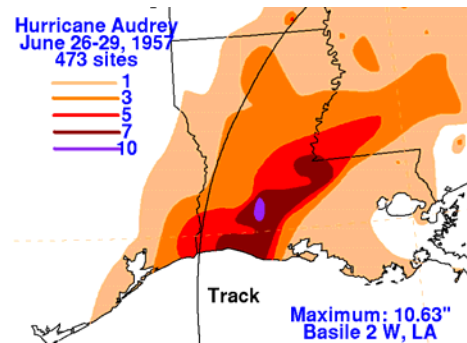 Hurricane Audrey
June 26-29, 1957
473 sites
1
3
5
7
10
Track
Maximum: 10.63"
Basile 2 W, LA